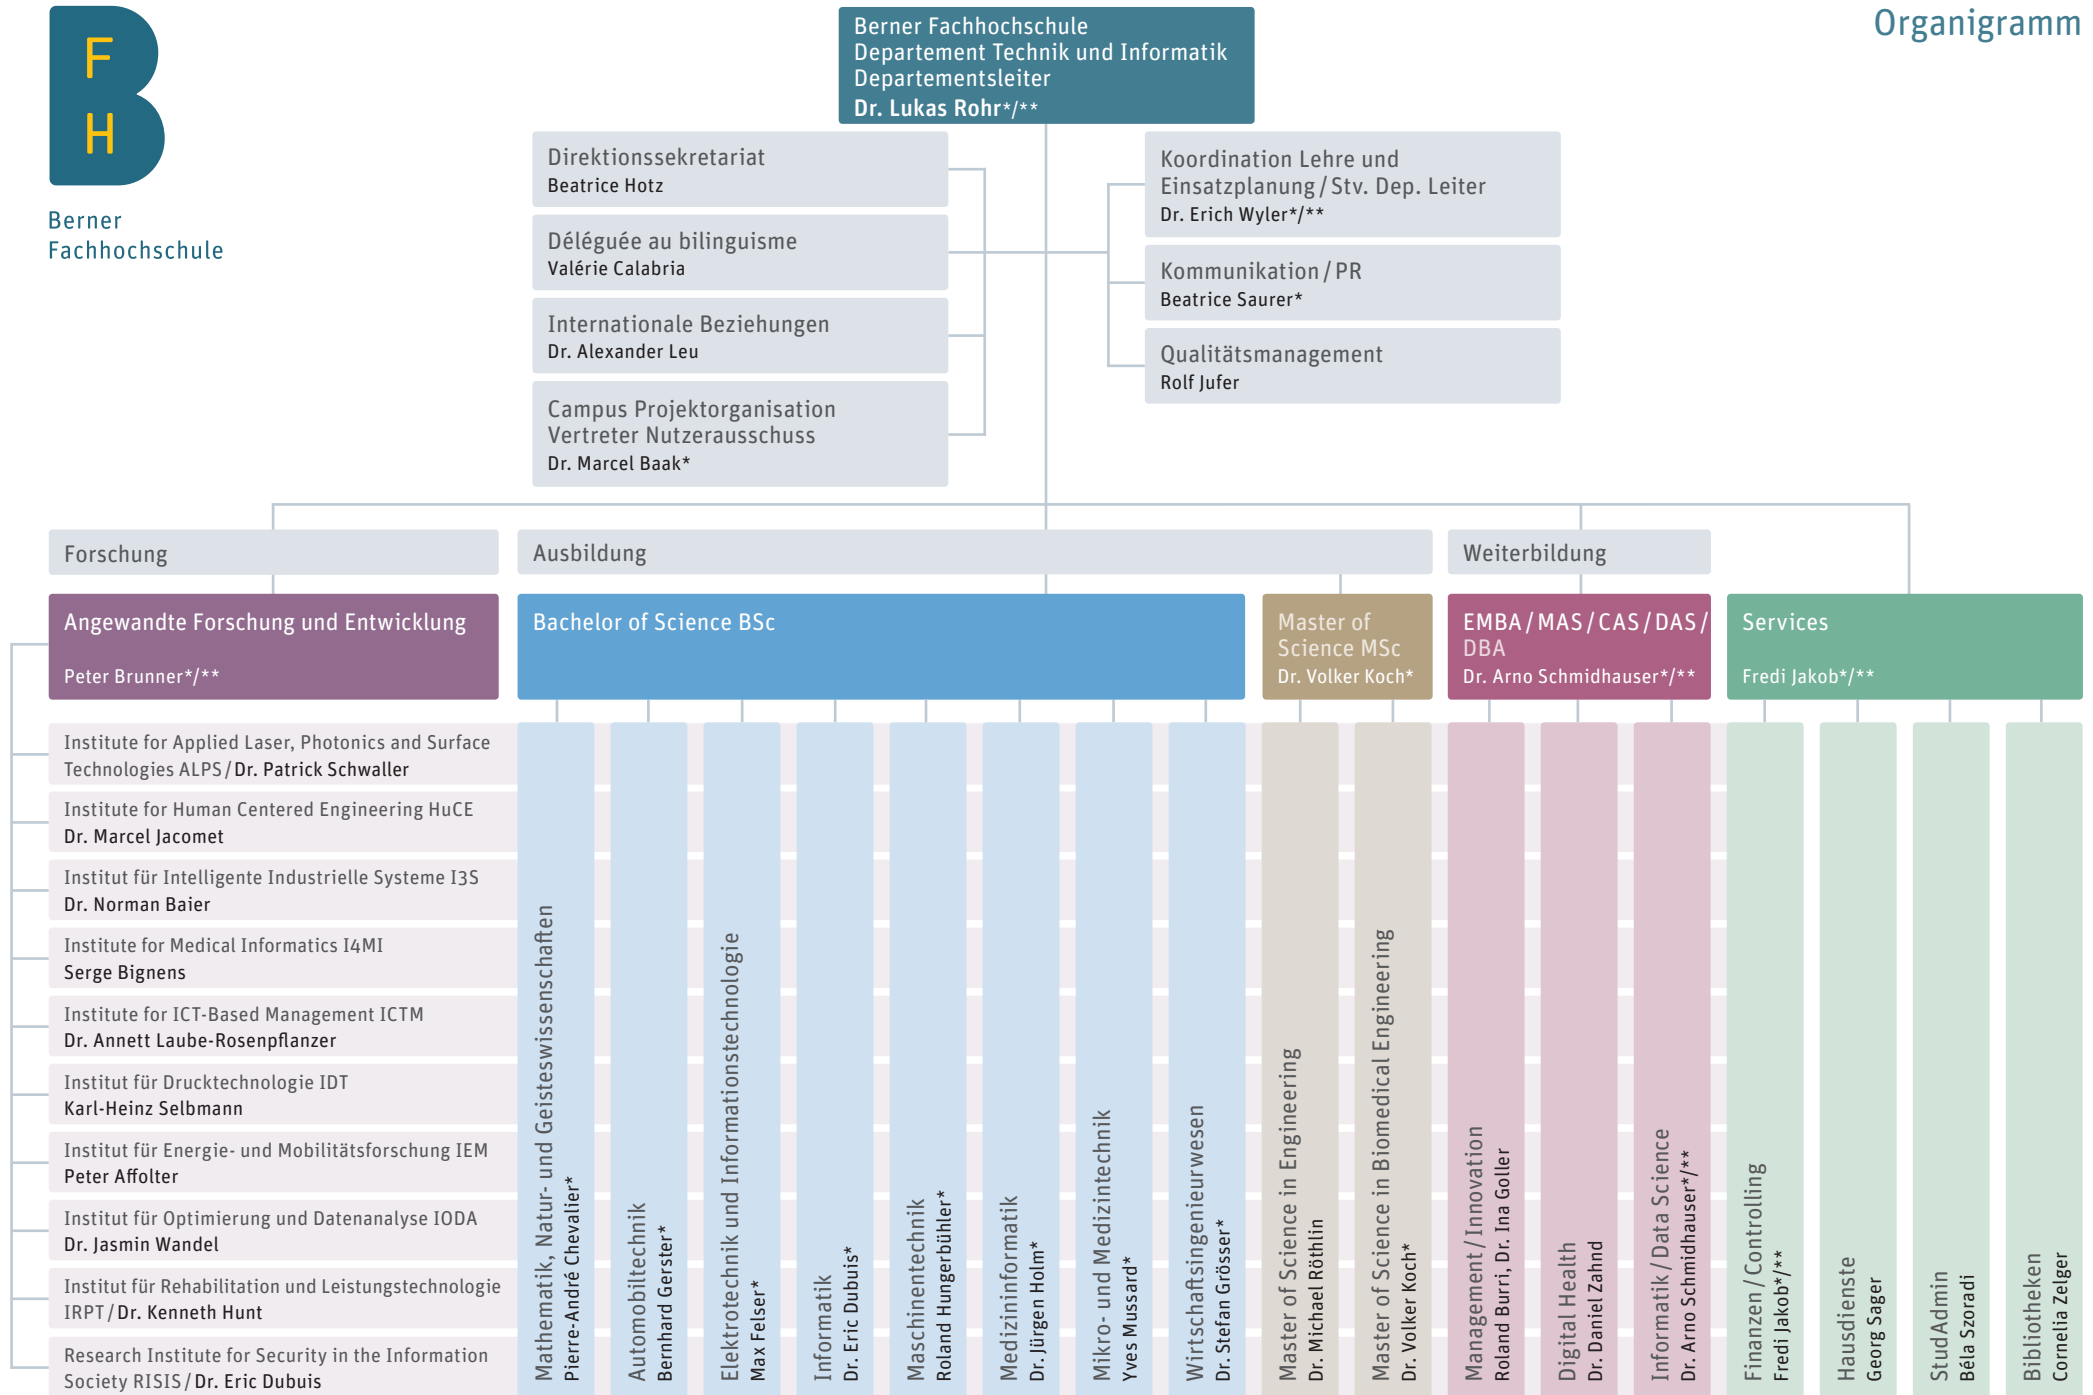 F
H
Berner
Fachhochschule
Organigramm
Berner Fachhochschule
Departement Technik und Informatik
Departementsleiter
Dr. Lukas Rohr*/**
Direktionssekretariat
Beatrice Hotz
Déléguée au bilinguisme
Valérie Calabria
Internationale Beziehungen
Dr. Alexander Leu
Campus Projektorganisation
Vertreter Nutzerausschuss
Dr. Marcel Baak*
Koordination Lehre und
Einsatzplanung / Stv. Dep. Leiter
Dr. Erich Wyler*/**
Kommunikation / PR
Beatrice Saurer*
Qualitätsmanagement
Rolf Jufer
Forschung
Ausbildung
Weiterbildung
Angewandte Forschung und Entwicklung
Peter Brunner*/**
Bachelor of Science BSc
Master of
Science MSc
Dr. Volker Koch*
EMBA / MAS / CAS / DAS /
DBA
Dr. Arno Schmidhauser*/**
Services
Fredi Jakob*/**
Institute for Applied Laser, Photonics and Surface
Technologies ALPS / Dr. Patrick Schwaller
Institute for Human Centered Engineering HuCE
Dr. Marcel Jacomet
Institut für Intelligente Industrielle Systeme I3S
Dr. Norman Baier
Institute for Medical Informatics I4MI
Serge Bignens
Institute for ICT-Based Management ICTM
Dr. Annett Laube-Rosenpflanzer
Institut für Drucktechnologie IDT
Karl-Heinz Selbmann
Institut für Energie- und Mobilitätsforschung IEM
Peter Affolter
Institut für Optimierung und Datenanalyse IODA
Dr. Jasmin Wandel
Institut für Rehabilitation und Leistungstechnologie
IRPT / Dr. Kenneth Hunt
Research Institute for Security in the Information
Society RISIS / Dr. Eric Dubuis
Mathematik, Natur- und Geisteswissenschaften
Pierre-André Chevalier*
Automobiltechnik
Bernhard Gerster*
Elektrotechnik und Informationstechnologie
Max Felser*
Informatik
Dr. Eric Dubuis*
Maschinentechnik
Roland Hungerbühler*
Medizininformatik
Dr. Jürgen Holm*
Mikro- und Medizintechnik
Yves Mussard*
Wirtschaftsingenieurwesen
Dr. Stefan Grösser*
Master of Science in Engineering
Dr. Michael Röthlin
Master of Science in Biomedical Engineering
Dr. Volker Koch*
Management / Innovation
Roland Burri, Dr. Ina Goller
Digital Health
Dr. Daniel Zahnd
Informatik / Data Science
Dr. Arno Schmidhauser*/**
Finanzen / Controlling
Fredi Jakob*/**
Hausdienste
Georg Sager
StudAdmin
Béla Szoradi
Bibliotheken
Cornelia Zelger